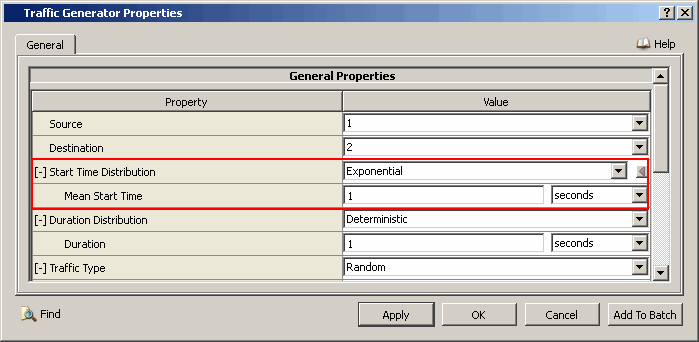 Traffic Generator Properties
General
Help
General Properties
Property Value
Source 1
Destination 2
[-] Start Time Distribution Exponential
Mean Start Time 1 seconds
[-] Duration Distribution Deterministic
Duration 1 seconds
[-] Traffic Type Random
Find Apply OK Cancel Add To Batch